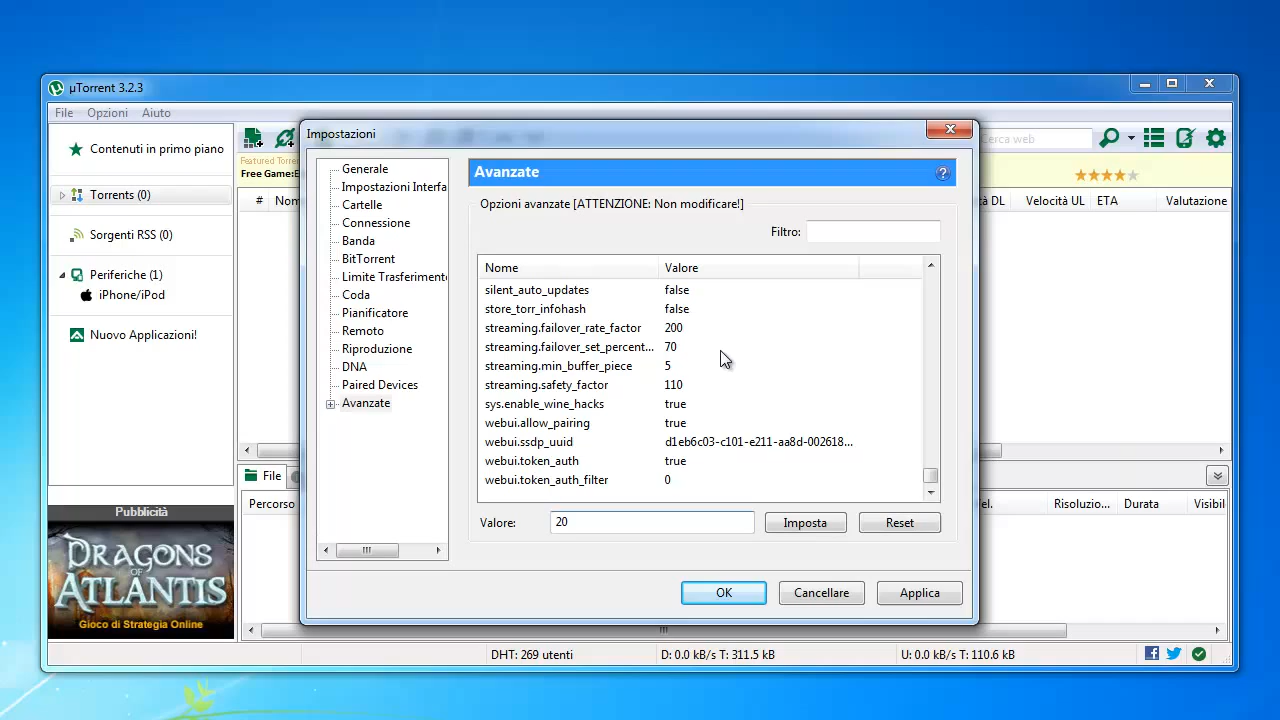 µTorrent 3.2.3
File Opzioni Aiuto
Impostazioni
Contenuti in primo piano
Torrents (0)
Sorgenti RSS (0)
Periferiche (1)
iPhone/iPod
Nuovo Applicazioni!
Pubblicità
DRAGONS
OF
ATLANTIS
Gioco di Strategia Online
Cerca web
Featured Torre
Free Game:E
# Nom
tà DL Velocità UL ETA Valutazione
File
Percorso
el. Risoluzio... Durata Visibil
Generale
Impostazioni Interfa
Cartelle
Connessione
Banda
BitTorrent
Limite Trasferimento
Coda
Pianificatore
Remoto
Riproduzione
DNA
Paired Devices
Avanzate
Avanzate
Opzioni avanzate [ATTENZIONE: Non modificare!]
Filtro:
Nome Valore
silent_auto_updates false
store_torr_infohash false
streaming.failover_rate_factor 200
streaming.failover_set_percent... 70
streaming.min_buffer_piece 5
streaming.safety_factor 110
sys.enable_wine_hacks true
webui.allow_pairing true
webui.ssdp_uuid d1eb6c03-c101-e211-aa8d-002618...
webui.token_auth true
webui.token_auth_filter 0
Valore: 20 Imposta Reset
OK Cancellare Applica
DHT: 269 utenti D: 0.0 kB/s T: 311.5 kB U: 0.0 kB/s T: 110.6 kB